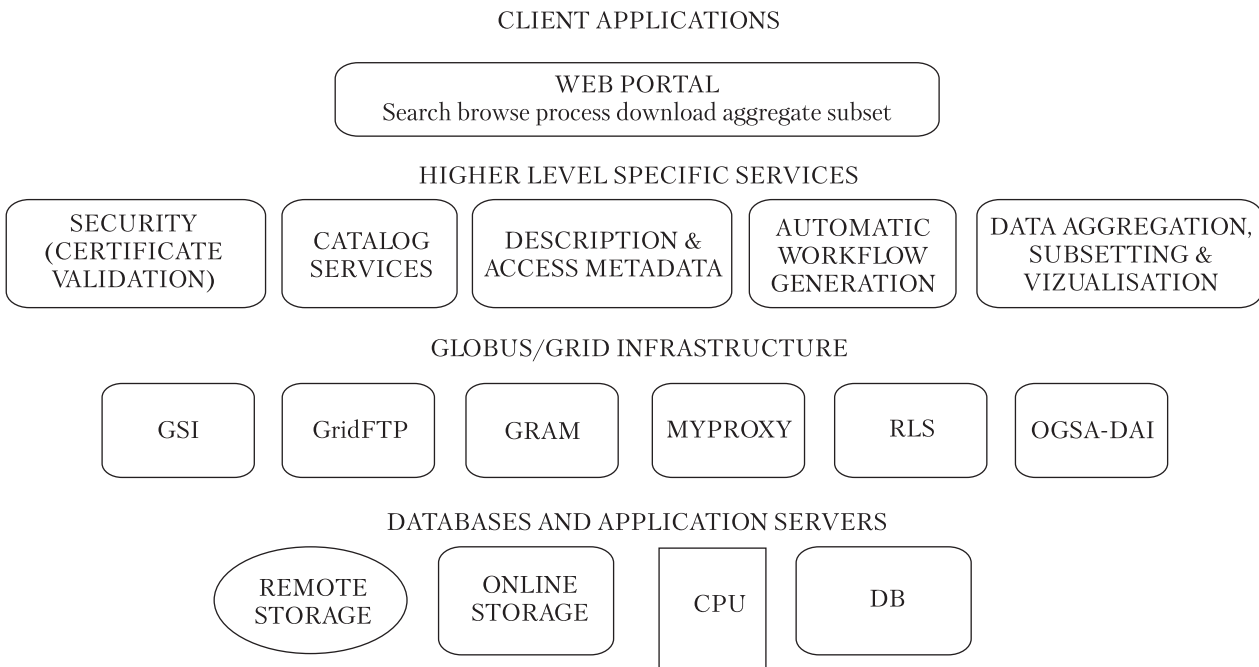 CLIENT APPLICATIONS
WEB PORTAL
Search browse process download aggregate subset
HIGHER LEVEL SPECIFIC SERVICES
SECURITY
(CERTIFICATE
VALIDATION)
CATALOG
SERVICES
DESCRIPTION &
ACCESS METADATA
AUTOMATIC
WORKFLOW
GENERATION
DATA AGGREGATION,
SUBSETTING &
VIZUALISATION
GLOBUS/GRID INFRASTRUCTURE
GSI
GridFTP
GRAM
MYPROXY
RLS
OGSA-DAI
DATABASES AND APPLICATION SERVERS
REMOTE
STORAGE
ONLINE
STORAGE
CPU
DB